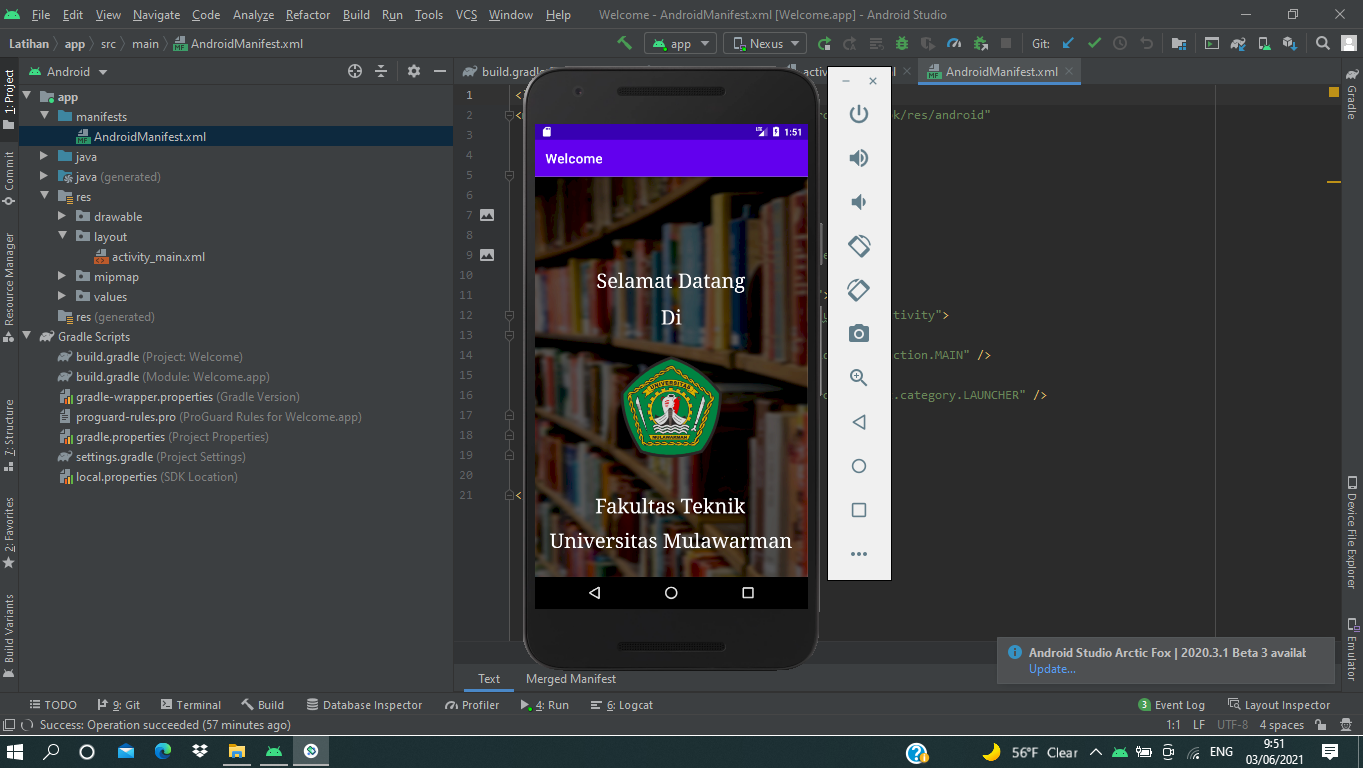 File Edit View Navigate Code Analyze Refactor Build Run Tools VCS Window Help Welcome - AndroidManifest.xml [Welcome.app] - Android Studio
Latihan app src main AndroidManifest.xml app Nexus Git:
Android build.gradle activ AndroidManifest.xml
1: Project
Commit
Resource Manager
7: Structure
2: Favorites
Build Variants
app
manifests
AndroidManifest.xml
java
java (generated)
res
drawable
layout
activity_main.xml
mipmap
values
res (generated)
Gradle Scripts
build.gradle (Project: Welcome)
build.gradle (Module: Welcome.app)
gradle-wrapper.properties (Gradle Version)
proguard-rules.pro (ProGuard Rules for Welcome.app)
gradle.properties (Project Properties)
settings.gradle (Project Settings)
local.properties (SDK Location)
1 <
2 < k/res/android"
3
4
5
6
7
8
9
10
11 ">
12 tivity">
13
14 ction.MAIN" />
15
16 .category.LAUNCHER" />
17
18
19
20
21 <
1:51
Welcome
Selamat Datang
Di
UNIVERSITAS
MULAWARMAN
Fakultas Teknik
Universitas Mulawarman
Gradle
Device File Explorer
Emulator
Android Studio Arctic Fox | 2020.3.1 Beta 3 availab
Update...
Text Merged Manifest
TODO 9: Git Terminal Build Database Inspector Profiler 4: Run 6: Logcat 3 Event Log Layout Inspector
Success: Operation succeeded (57 minutes ago) 1:1 LF UTF-8 4 spaces
56°F Clear ENG 9:51
03/06/2021